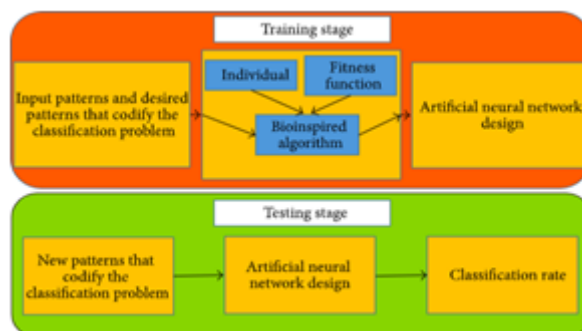 Training stage
Individual
Fitness
function
Input patterns and desired
patterns that codify the
classification problem
Bioinspired
algorithm
Artificial neural network
design
Testing stage
New patterns that
codify the
classification problem
Artificial neural
network design
Classification rate